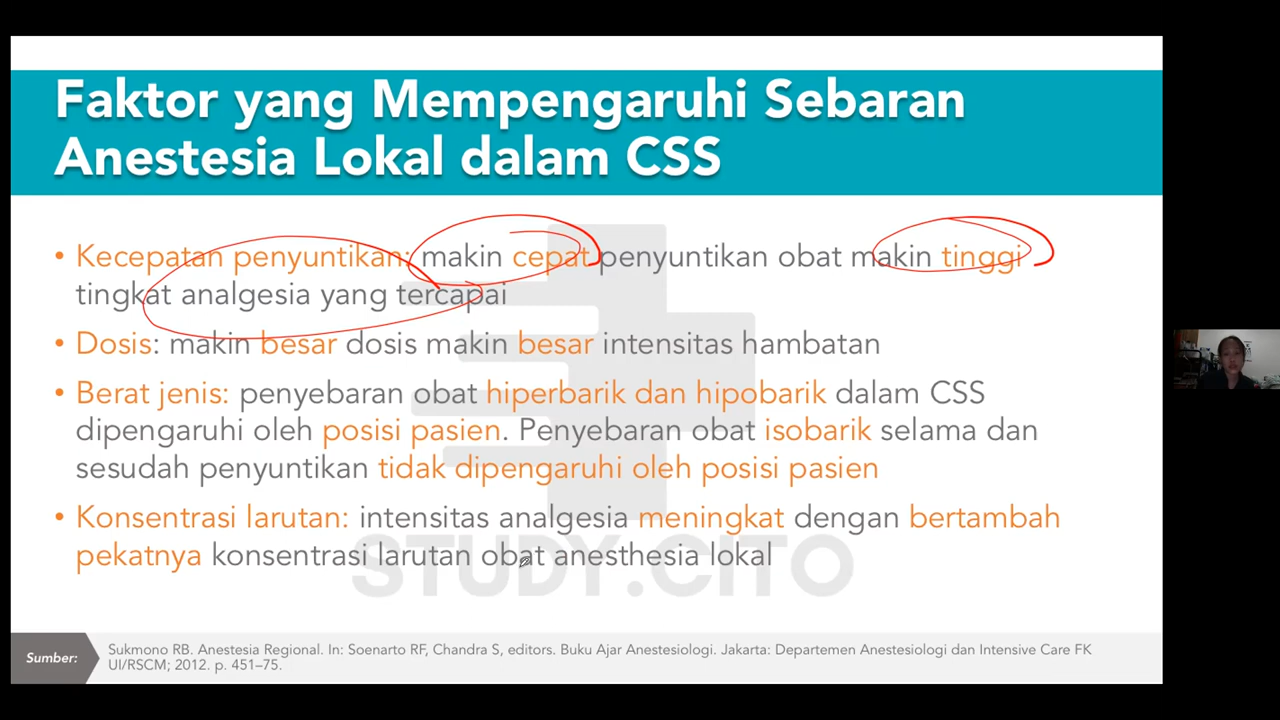 Faktor yang Mempengaruhi Sebaran
Anestesia Lokal dalam CSS
• Kecepatan penyuntikan: makin cepat penyuntikan obat makin tinggi
tingkat analgesia yang tercapai
• Dosis: makin besar dosis makin besar intensitas hambatan
• Berat jenis: penyebaran obat hiperbarik dan hipobarik dalam CSS
dipengaruhi oleh posisi pasien. Penyebaran obat isobarik selama dan
sesudah penyuntikan tidak dipengaruhi oleh posisi pasien
• Konsentrasi larutan: intensitas analgesia meningkat dengan bertambah
pekatnya konsentrasi larutan obat anesthesia lokal
STUDY.CITO
Sumber:
Sukmono RB. Anestesia Regional. In: Soenarto RF, Chandra S, editors. Buku Ajar Anestesiologi. Jakarta: Departemen Anestesiologi dan Intensive Care FK
UI/RSCM; 2012. p. 451–75.